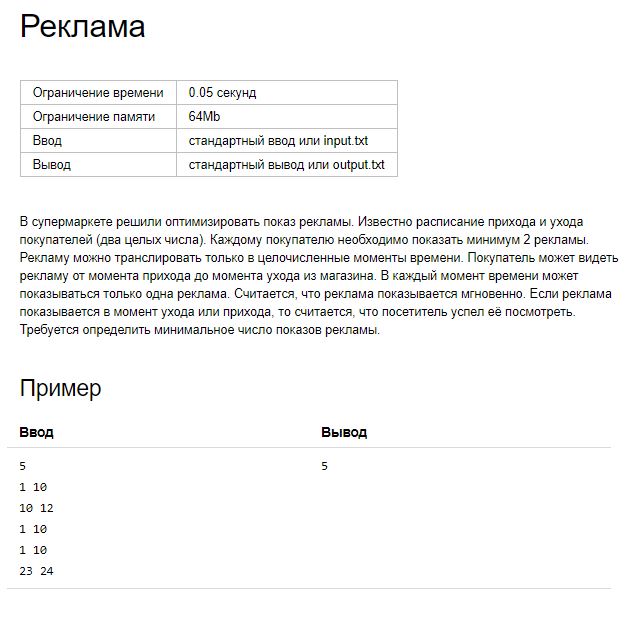 Реклама
Ограничение времени 0.05 секунд
Ограничение памяти 64Mb
Ввод стандартный ввод или input.txt
Вывод стандартный вывод или output.txt
В супермаркете решили оптимизировать показ рекламы. Известно расписание прихода и ухода
покупателей (два целых числа). Каждому покупателю необходимо показать минимум 2 рекламы.
Рекламу можно транслировать только в целочисленные моменты времени. Покупатель может видеть
рекламу от момента прихода до момента ухода из магазина. В каждый момент времени может
показываться только одна реклама. Считается, что реклама показывается мгновенно. Если реклама
показывается в момент ухода или прихода, то считается, что посетитель успел её посмотреть.
Требуется определить минимальное число показов рекламы.
Пример
Ввод Вывод
5 5
1 10
10 12
1 10
1 10
23 24